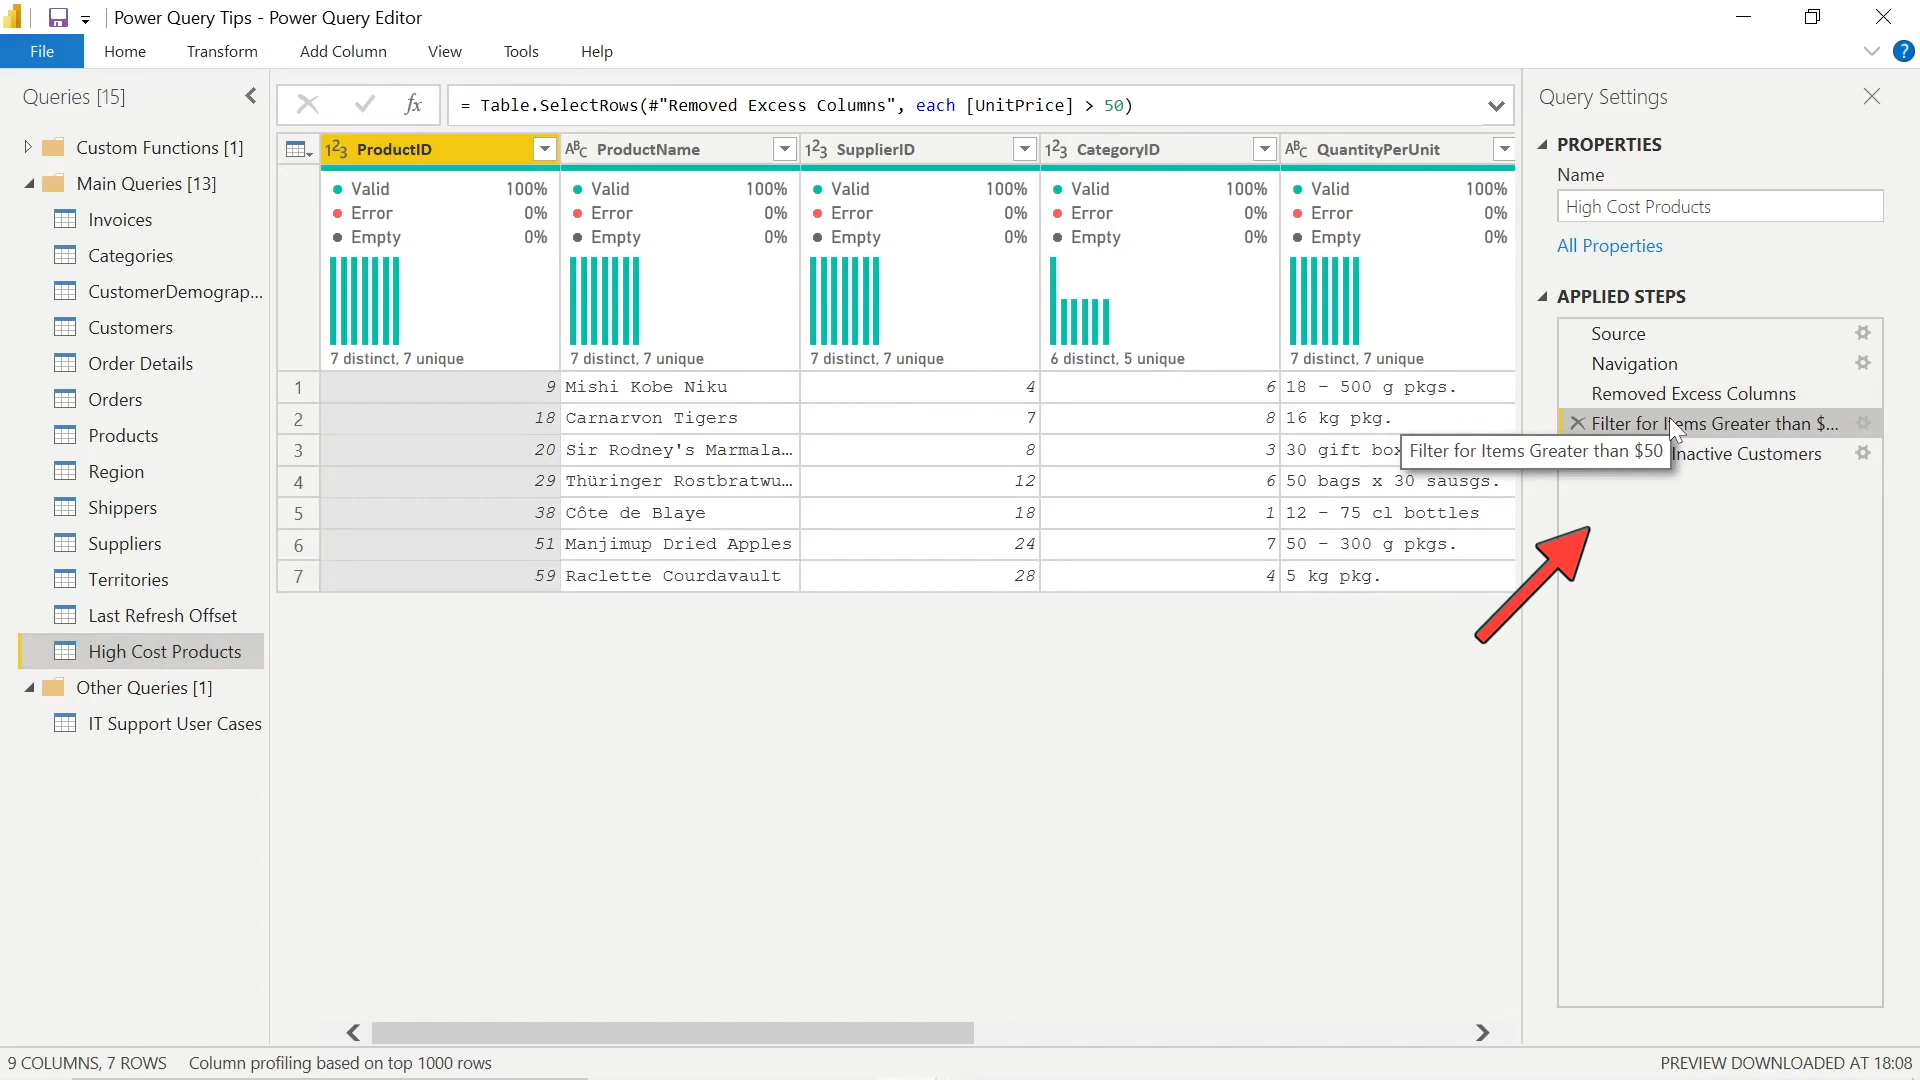 Power Query Tips - Power Query Editor
File Home Transform Add Column View Tools Help ?
Queries [15]
Custom Functions [1]
Main Queries [13]
Invoices
Categories
CustomerDemograp...
Customers
Order Details
Orders
Products
Region
Shippers
Suppliers
Territories
Last Refresh Offset
High Cost Products
Other Queries [1]
IT Support User Cases
fx = Table.SelectRows(#"Removed Excess Columns", each [UnitPrice] > 50)
123 ProductID ABC ProductName 123 SupplierID 123 CategoryID ABC QuantityPerUnit
Valid 100% Valid 100% Valid 100% Valid 100% Valid 100%
Error 0% Error 0% Error 0% Error 0% Error 0%
Empty 0% Empty 0% Empty 0% Empty 0% Empty 0%
7 distinct, 7 unique 7 distinct, 7 unique 7 distinct, 7 unique 6 distinct, 5 unique 7 distinct, 7 unique
1 9 Mishi Kobe Niku 4 6 18 - 500 g pkgs.
2 18 Carnarvon Tigers 7 8 16 kg pkg.
3 20 Sir Rodney's Marmala... 8 3 30 gift box
4 29 Thüringer Rostbratwu... 12 6 50 bags x 30 sausgs.
5 38 Côte de Blaye 18 1 12 - 75 cl bottles
6 51 Manjimup Dried Apples 24 7 50 - 300 g pkgs.
7 59 Raclette Courdavault 28 4 5 kg pkg.
Query Settings
PROPERTIES
Name
High Cost Products
All Properties
APPLIED STEPS
Source
Navigation
Removed Excess Columns
Filter for Items Greater than $...
Filter for Items Greater than $50
Inactive Customers
9 COLUMNS, 7 ROWS Column profiling based on top 1000 rows
PREVIEW DOWNLOADED AT 18:08